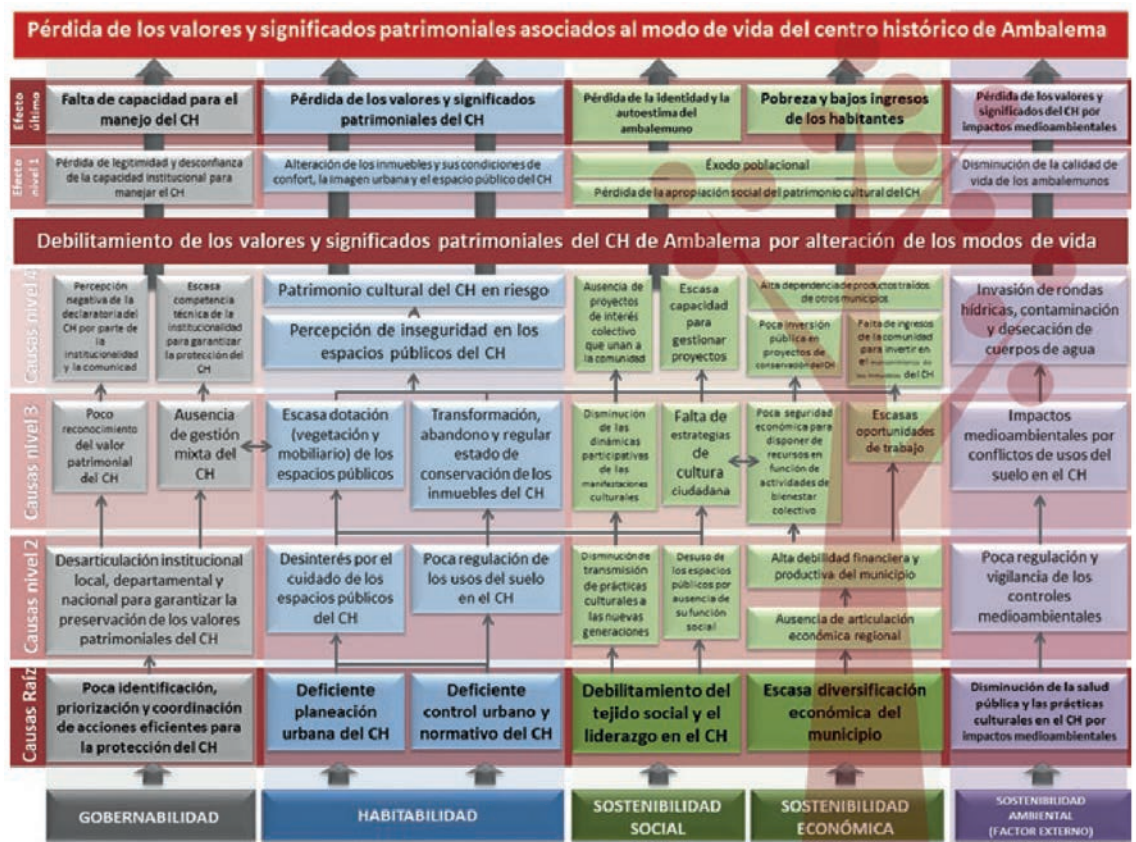 Pérdida de los valores y significados patrimoniales asociados al modo de vida del centro histórico de Ambalema
Efecto
último
Falta de capacidad para el
manejo del CH
Pérdida de los valores y significados
patrimoniales del CH
Pérdida de la identidad y la
autoestima del
ambalemuno
Pobreza y bajos ingresos
de los habitantes
Pérdida de los valores y
significados del CH por
impactos medioambientales
Efecto
nivel 1
Pérdida de legitimidad y desconfianza
de la capacidad institucional para
manejar el CH
Alteración de los inmuebles y sus condiciones de
confort, la imagen urbana y el espacio público del CH
Éxodo poblacional
Pérdida de la apropiación social del patrimonio cultural del CH
Disminución de la calidad de
vida de los ambalemunos
Debilitamiento de los valores y significados patrimoniales del CH de Ambalema por alteración de los modos de vida
Causas nivel 4
Percepción
negativa de la
declaratoria del
CH por parte de
la
institucionalidad
y la comunicad
Escasa
competencia
técnica de la
institucionalidad
para garantizar
la protección del
CH
Patrimonio cultural del CH en riesgo
Percepción de inseguridad en los
espacios públicos del CH
Ausencia de
proyectos
de interés
colectivo
que unan a
la comunidad
Escasa
capacidad
para
gestionar
proyectos
Alta dependencia de productos traídos
de otros municipios
Poca inversión
pública en
proyectos de
conservación del CH
Falta de ingresos
de la comunidad
para invertir en
el mantenimiento de
los inmuebles del CH
Invasión de rondas
hídricas, contaminación
y desecación de
cuerpos de agua
Causas nivel 3
Poco
reconocimiento
del valor
patrimonial
del CH
Ausencia
de gestión
mixta del
CH
Escasa dotación
(vegetación y
mobiliario) de los
espacios públicos
Transformación,
abandono y regular
estado de
conservación de los
inmuebles del CH
Disminución
de las
dinámicas
participativas
de las
manifestaciones
culturales
Falta de
estrategias
de
cultura
ciudadana
Poca seguridad
económica para
disponer de
recursos en
función de
actividades de
bienestar
colectivo
Escasas
oportunidades
de trabajo
Impactos
medioambientales por
conflictos de usos del
suelo en el CH
Causas nivel 2
Desarticulación institucional
local, departamental y
nacional para garantizar la
preservación de los valores
patrimoniales del CH
Desinterés por el
cuidado de los
espacios públicos
del CH
Poca regulación
de los usos del suelo
en el CH
Disminución de
transmisión
de prácticas
culturales a
las nuevas
generaciones
Desuso de
los espacios
públicos por
ausencia de
su función
social
Alta debilidad financiera y
productiva del municipio
Ausencia de articulación
económica regional
Poca regulación y
vigilancia de los
controles
medioambientales
Causas Raíz
Poca identificación,
priorización y coordinación
de acciones eficientes para
la protección del CH
Deficiente
planeación
urbana del CH
Deficiente
control urbano y
normativo del CH
Debilitamiento del
tejido social y el
liderazgo en el CH
Escasa diversificación
económica del
municipio
Disminución de la salud
pública y las prácticas
culturales en el CH por
impactos medioambientales
GOBERNABILIDAD
HABITABILIDAD
SOSTENIBILIDAD
SOCIAL
SOSTENIBILIDAD
ECONÓMICA
SOSTENIBILIDAD
AMBIENTAL
(FACTOR EXTERNO)